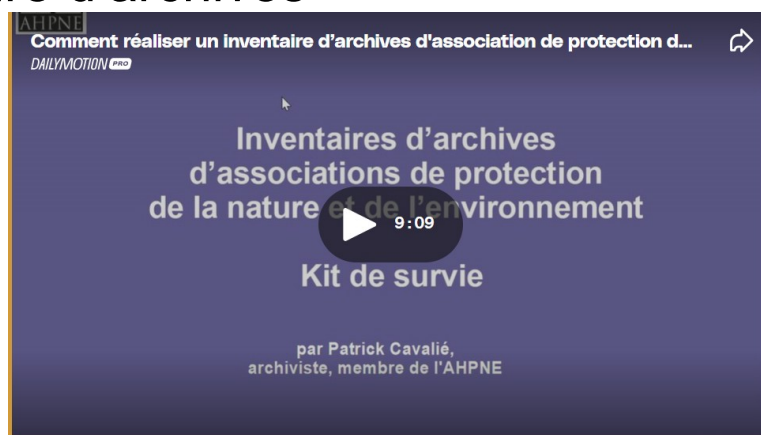 d'archives
AHPNE
Comment réaliser un inventaire d’archives d'association de protection d...
DAILYMOTION PRO
Inventaires d’archives
d’associations de protection
de la nature et de l’environnement
9:09
Kit de survie
par Patrick Cavalié,
archiviste, membre de l'AHPNE